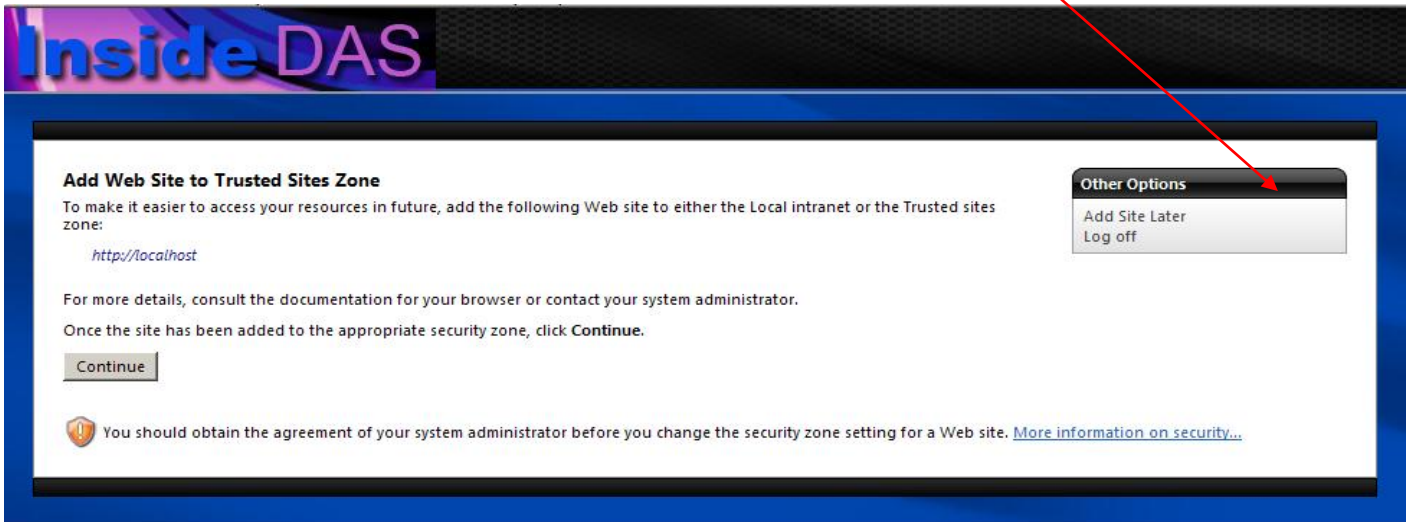 Inside DAS
Add Web Site to Trusted Sites Zone
To make it easier to access your resources in future, add the following Web site to either the Local intranet or the Trusted sites
zone:
http://localhost
For more details, consult the documentation for your browser or contact your system administrator.
Once the site has been added to the appropriate security zone, click Continue.
Continue
You should obtain the agreement of your system administrator before you change the security zone setting for a Web site. More information on security...
Other Options
Add Site Later
Log off